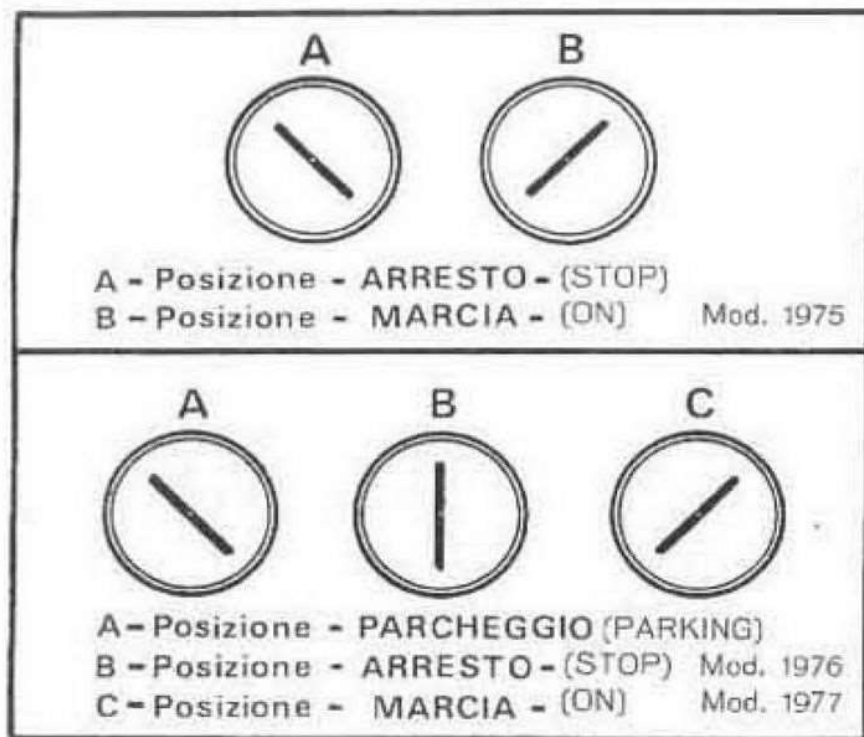 A B
A - Posizione - ARRESTO - (STOP)
B - Posizione - MARCIA - (ON) Mod. 1975
A B C
A - Posizione - PARCHEGGIO (PARKING)
B - Posizione - ARRESTO - (STOP) Mod. 1976
C - Posizione - MARCIA - (ON) Mod. 1977